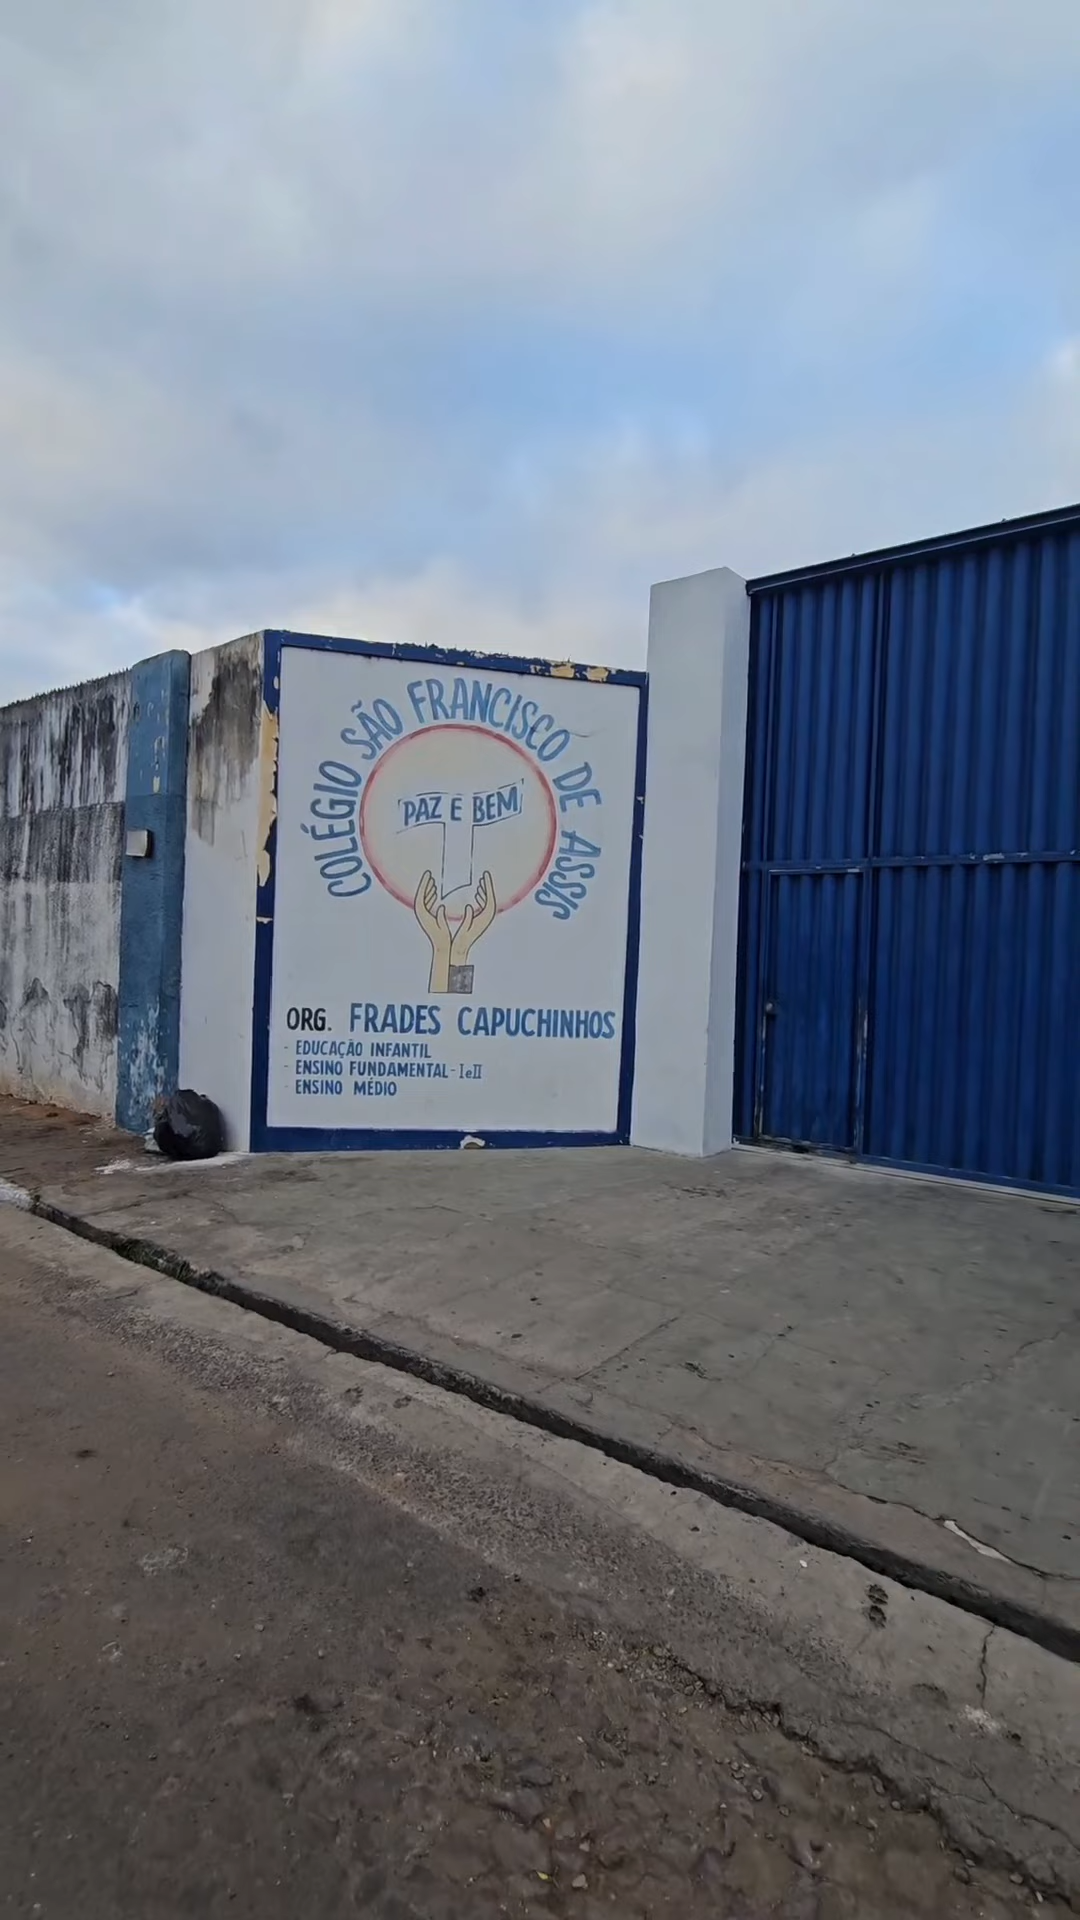 COLÉGIO SÃO FRANCISCO DE ASSIS
PAZ E BEM
ORG. FRADES CAPUCHINHOS
- EDUCAÇÃO INFANTIL
- ENSINO FUNDAMENTAL - I e II
- ENSINO MÉDIO